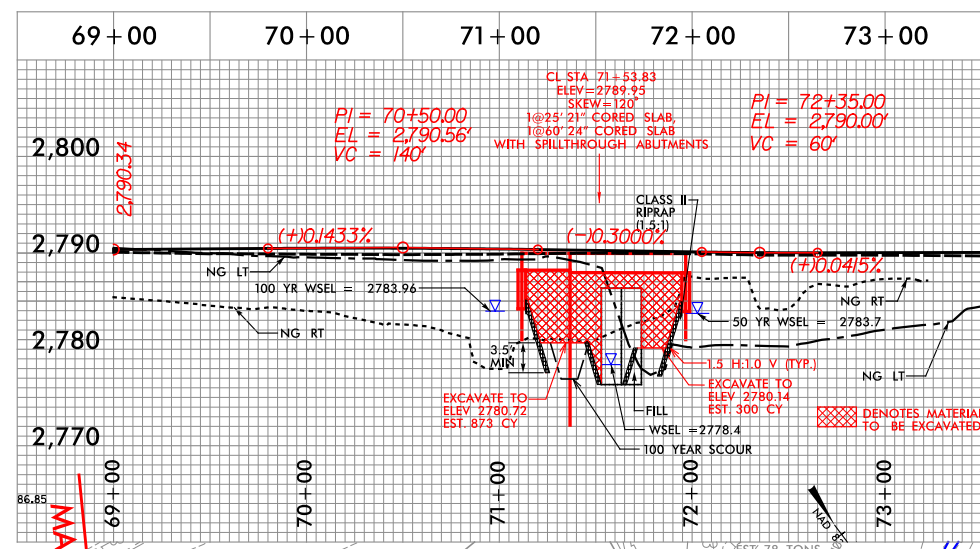 69+00 70+00 71+00 72+00 73+00
CL STA 71+53.83
ELEV=2789.95
SKEW=120°
1@25' 21" CORED SLAB,
1@60' 24" CORED SLAB
WITH SPILLTHROUGH ABUTMENTS
PI = 70+50.00
EL = 2,790.56'
VC = 140'
PI = 72+35.00
EL = 2,790.00'
VC = 60'
2,800
2,790.34
CLASS II
RIPRAP
(1.5:1)
2,790
(+)0.1433%
(-)0.3000%
(+)0.0415%
NG LT
100 YR WSEL = 2783.96
NG RT
NG RT
50 YR WSEL = 2783.7
2,780
3.5'
MIN
1.5 H:1.0 V (TYP.)
NG LT
EXCAVATE TO
ELEV 2780.72
EST. 873 CY
EXCAVATE TO
ELEV 2780.14
EST. 300 CY
FILL
WSEL =2778.4
DENOTES MATERIAL
TO BE EXCAVATED
2,770
100 YEAR SCOUR
69+00 70+00 71+00 72+00 73+00
86.85
MA
NAD 8
EST 78 TONS